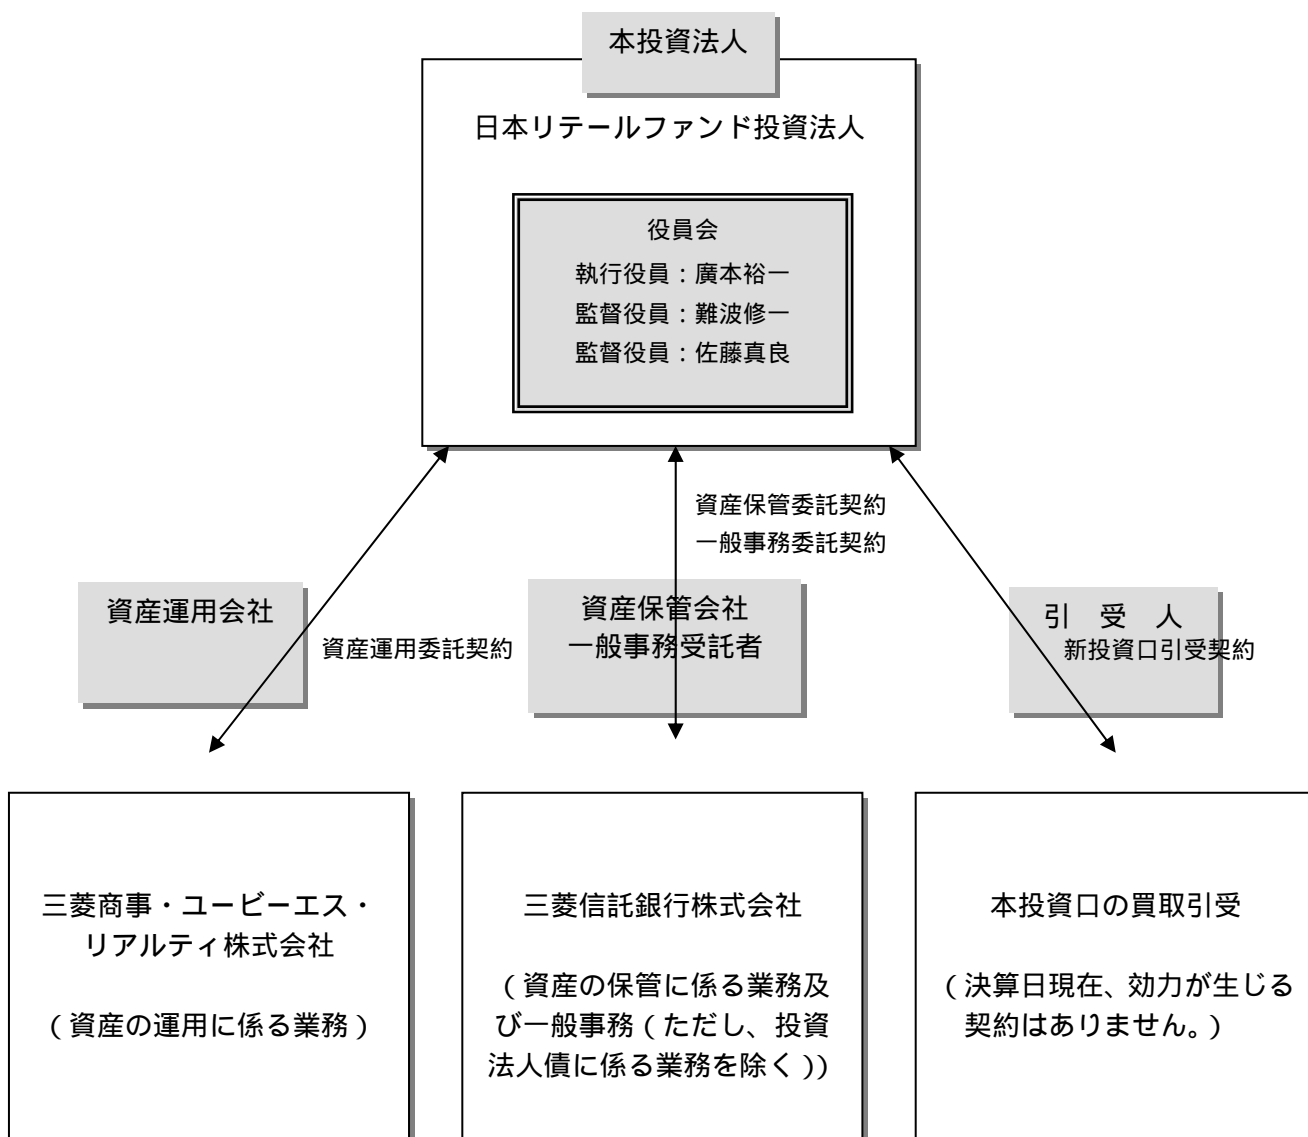 本投資法人
日本リテールファンド投資法人
役員会
執行役員：廣本裕一
監督役員：難波修一
監督役員：佐藤真良
資産保管委託契約
一般事務委託契約
資産運用会社
資産運用委託契約
資産保管会社
一般事務受託者
引　受　人
新投資口引受契約
三菱商事・ユービーエス・
リアルティ株式会社
（資産の運用に係る業務）
三菱信託銀行株式会社
（資産の保管に係る業務及
び一般事務（ただし、投資
法人債に係る業務を除く））
本投資口の買取引受
（決算日現在、効力が生じる
契約はありません。）